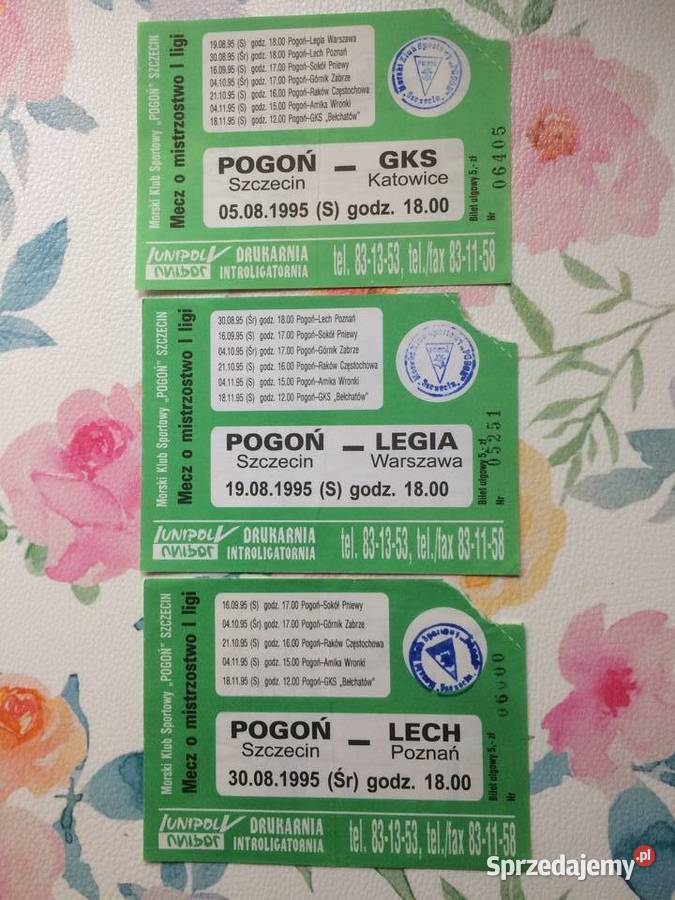 Morski Klub Sportowy „POGOŃ" SZCZECIN
Mecz o mistrzostwo I ligi
19.08.95 (S) godz. 18.00 Pogoń–Legia Warszawa
30.08.95 (Śr) godz. 18.00 Pogoń–Lech Poznań
16.09.95 (S) godz. 17.00 Pogoń–Sokół Pniewy
04.10.95 (Śr) godz. 17.00 Pogoń–Górnik Zabrze
21.10.95 (S) godz. 16.00 Pogoń–Raków Częstochowa
04.11.95 (S) godz. 15.00 Pogoń–Amika Wronki
18.11.95 (S) godz. 12.00 Pogoń–GKS „Bełchatów"
Morski Klub Sportowy „POGOŃ"
Szczecin
POGOŃ – GKS
Szczecin Katowice
05.08.1995 (S) godz. 18.00
Bilet ulgowy 5,- zł
Nr 06405
UNIPOL
UNIPOL
DRUKARNIA
INTROLIGATORNIA
tel. 83-13-53, tel./fax 83-11-58
Morski Klub Sportowy „POGOŃ" SZCZECIN
Mecz o mistrzostwo I ligi
30.08.95 (Śr) godz. 18.00 Pogoń–Lech Poznań
16.09.95 (S) godz. 17.00 Pogoń–Sokół Pniewy
04.10.95 (Śr) godz. 17.00 Pogoń–Górnik Zabrze
21.10.95 (S) godz. 16.00 Pogoń–Raków Częstochowa
04.11.95 (S) godz. 15.00 Pogoń–Amika Wronki
18.11.95 (S) godz. 12.00 Pogoń–GKS „Bełchatów"
Szczecin
POGOŃ – LEGIA
Szczecin Warszawa
19.08.1995 (S) godz. 18.00
Bilet ulgowy 5,- zł
Nr 05251
UNIPOL
UNIPOL
DRUKARNIA
INTROLIGATORNIA
tel. 83-13-53, tel./fax 83-11-58
Morski Klub Sportowy „POGOŃ" SZCZECIN
Mecz o mistrzostwo I ligi
16.09.95 (S) godz. 17.00 Pogoń–Sokół Pniewy
04.10.95 (Śr) godz. 17.00 Pogoń–Górnik Zabrze
21.10.95 (S) godz. 16.00 Pogoń–Raków Częstochowa
04.11.95 (S) godz. 15.00 Pogoń–Amika Wronki
18.11.95 (S) godz. 12.00 Pogoń–GKS „Bełchatów"
POGOŃ – LECH
Szczecin Poznań
30.08.1995 (Śr) godz. 18.00
Bilet ulgowy 5,- zł
Nr
UNIPOL
UNIPOL
DRUKARNIA
INTROLIGATORNIA
tel. 83-13-53, tel./fax 83-11-58
Sprzedajemy.pl